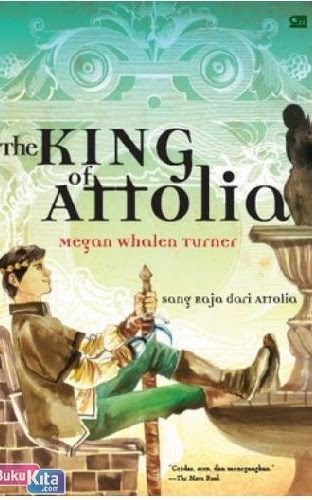 The KING
of
Attolia
Megan Whalen Turner
Sang Raja dari Attolia
"Cerdas, seru, dan menegangkan."
—The Horn Book
BukuKita
.com